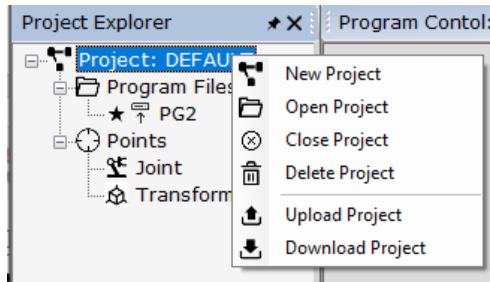 Project Explorer
Program Contol:
Project: DEFAU
Program Files
PG2
Points
Joint
Transform
New Project
Open Project
Close Project
Delete Project
Upload Project
Download Project